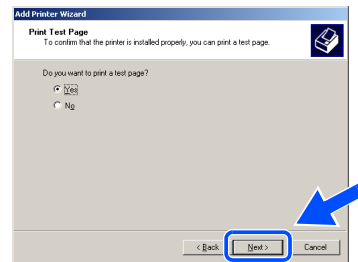 Add Printer Wizard
Print Test Page
To confirm that the printer is installed properly, you can print a test page.
Do you want to print a test page?
Yes
No
< Back
Next >
Cancel